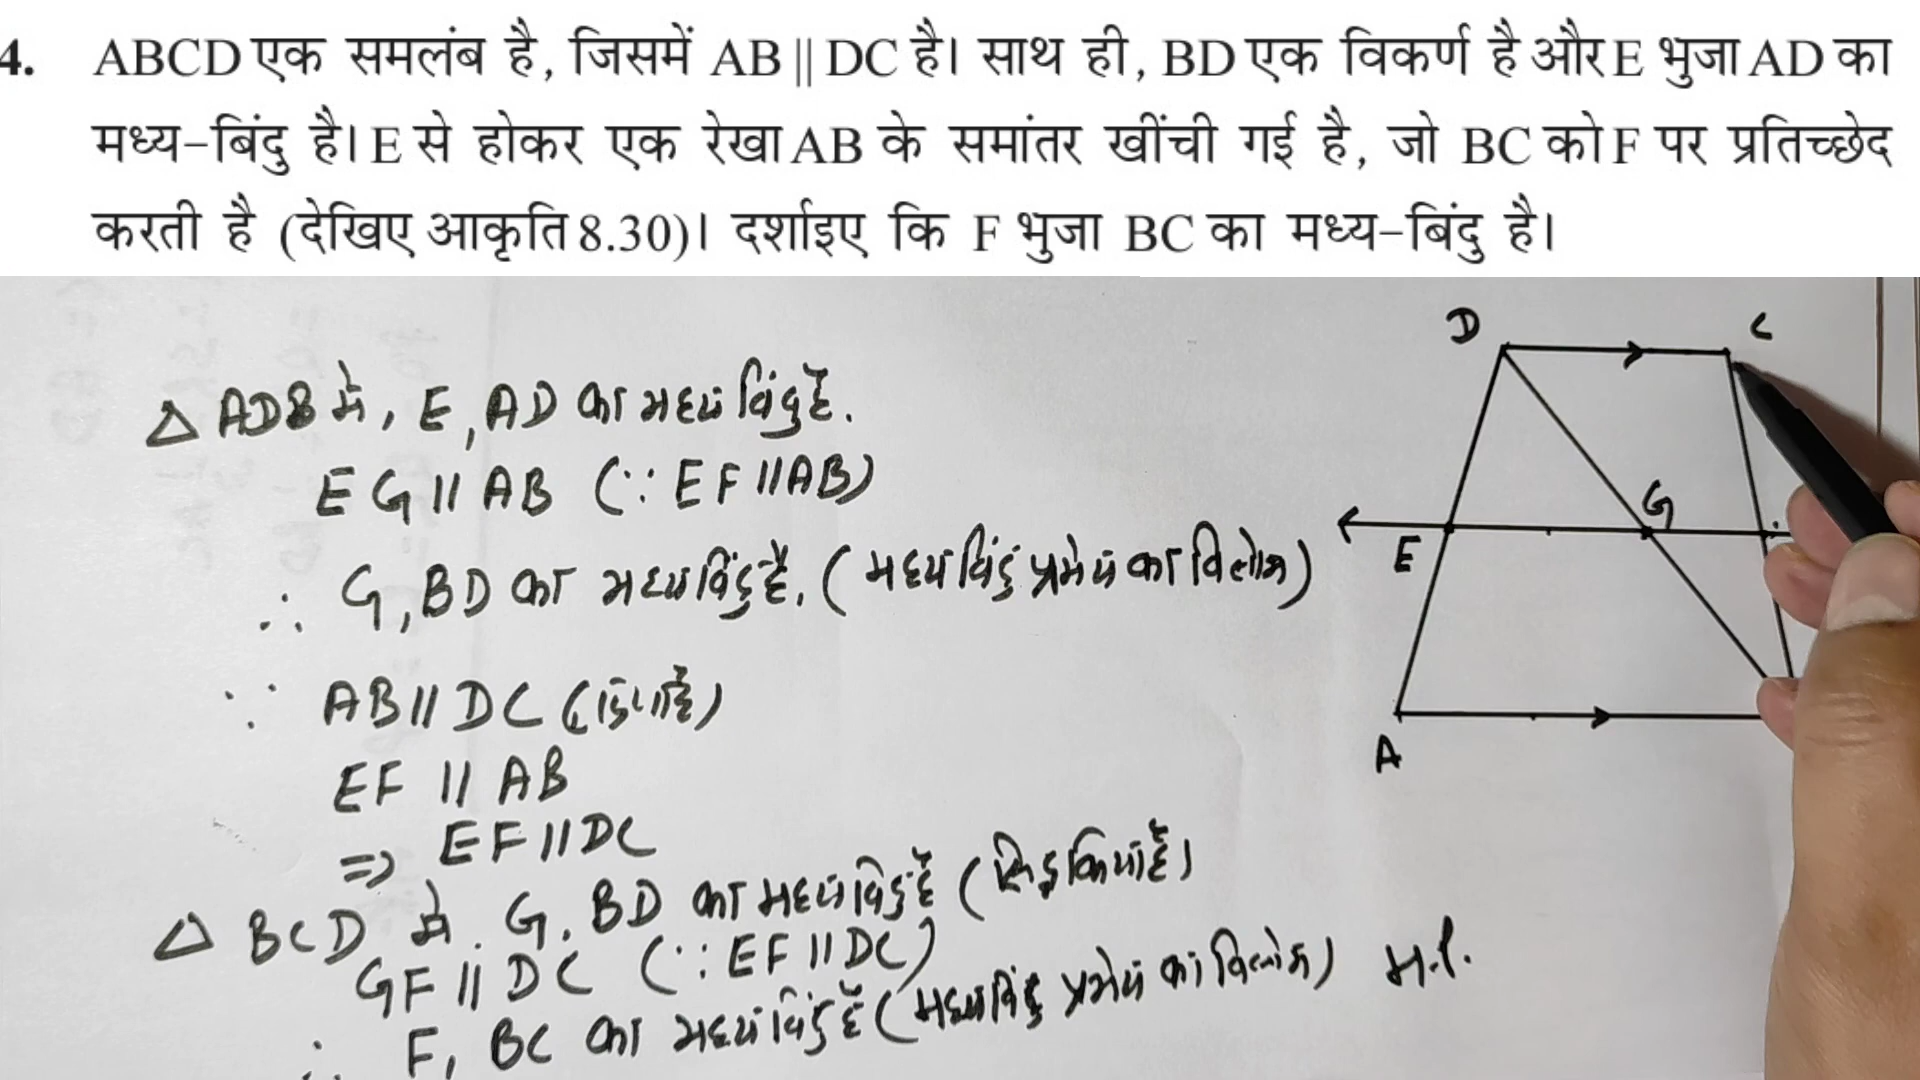 4. ABCD एक समलंब है, जिसमें AB || DC है। साथ ही, BD एक विकर्ण है और E भुजा AD का
मध्य-बिंदु है। E से होकर एक रेखा AB के समांतर खींची गई है, जो BC को F पर प्रतिच्छेद
करती है (देखिए आकृति 8.30)। दर्शाइए कि F भुजा BC का मध्य-बिंदु है।
D C
△ ADB में, E, AD का मध्य बिंदु है.
EG || AB (∵ EF || AB)
G
E
∴ G, BD का मध्य बिंदु है. (मध्य बिंदु प्रमेय का विलोम)
∵ AB || DC (दिया है)
A
EF || AB
⇒ EF || DC
△ BCD में. G, BD का मध्य बिंदु है (सिद्ध किया है)
GF || DC (∵ EF || DC)
∴ F, BC का मध्य बिंदु है (मध्य बिंदु प्रमेय का विलोम)